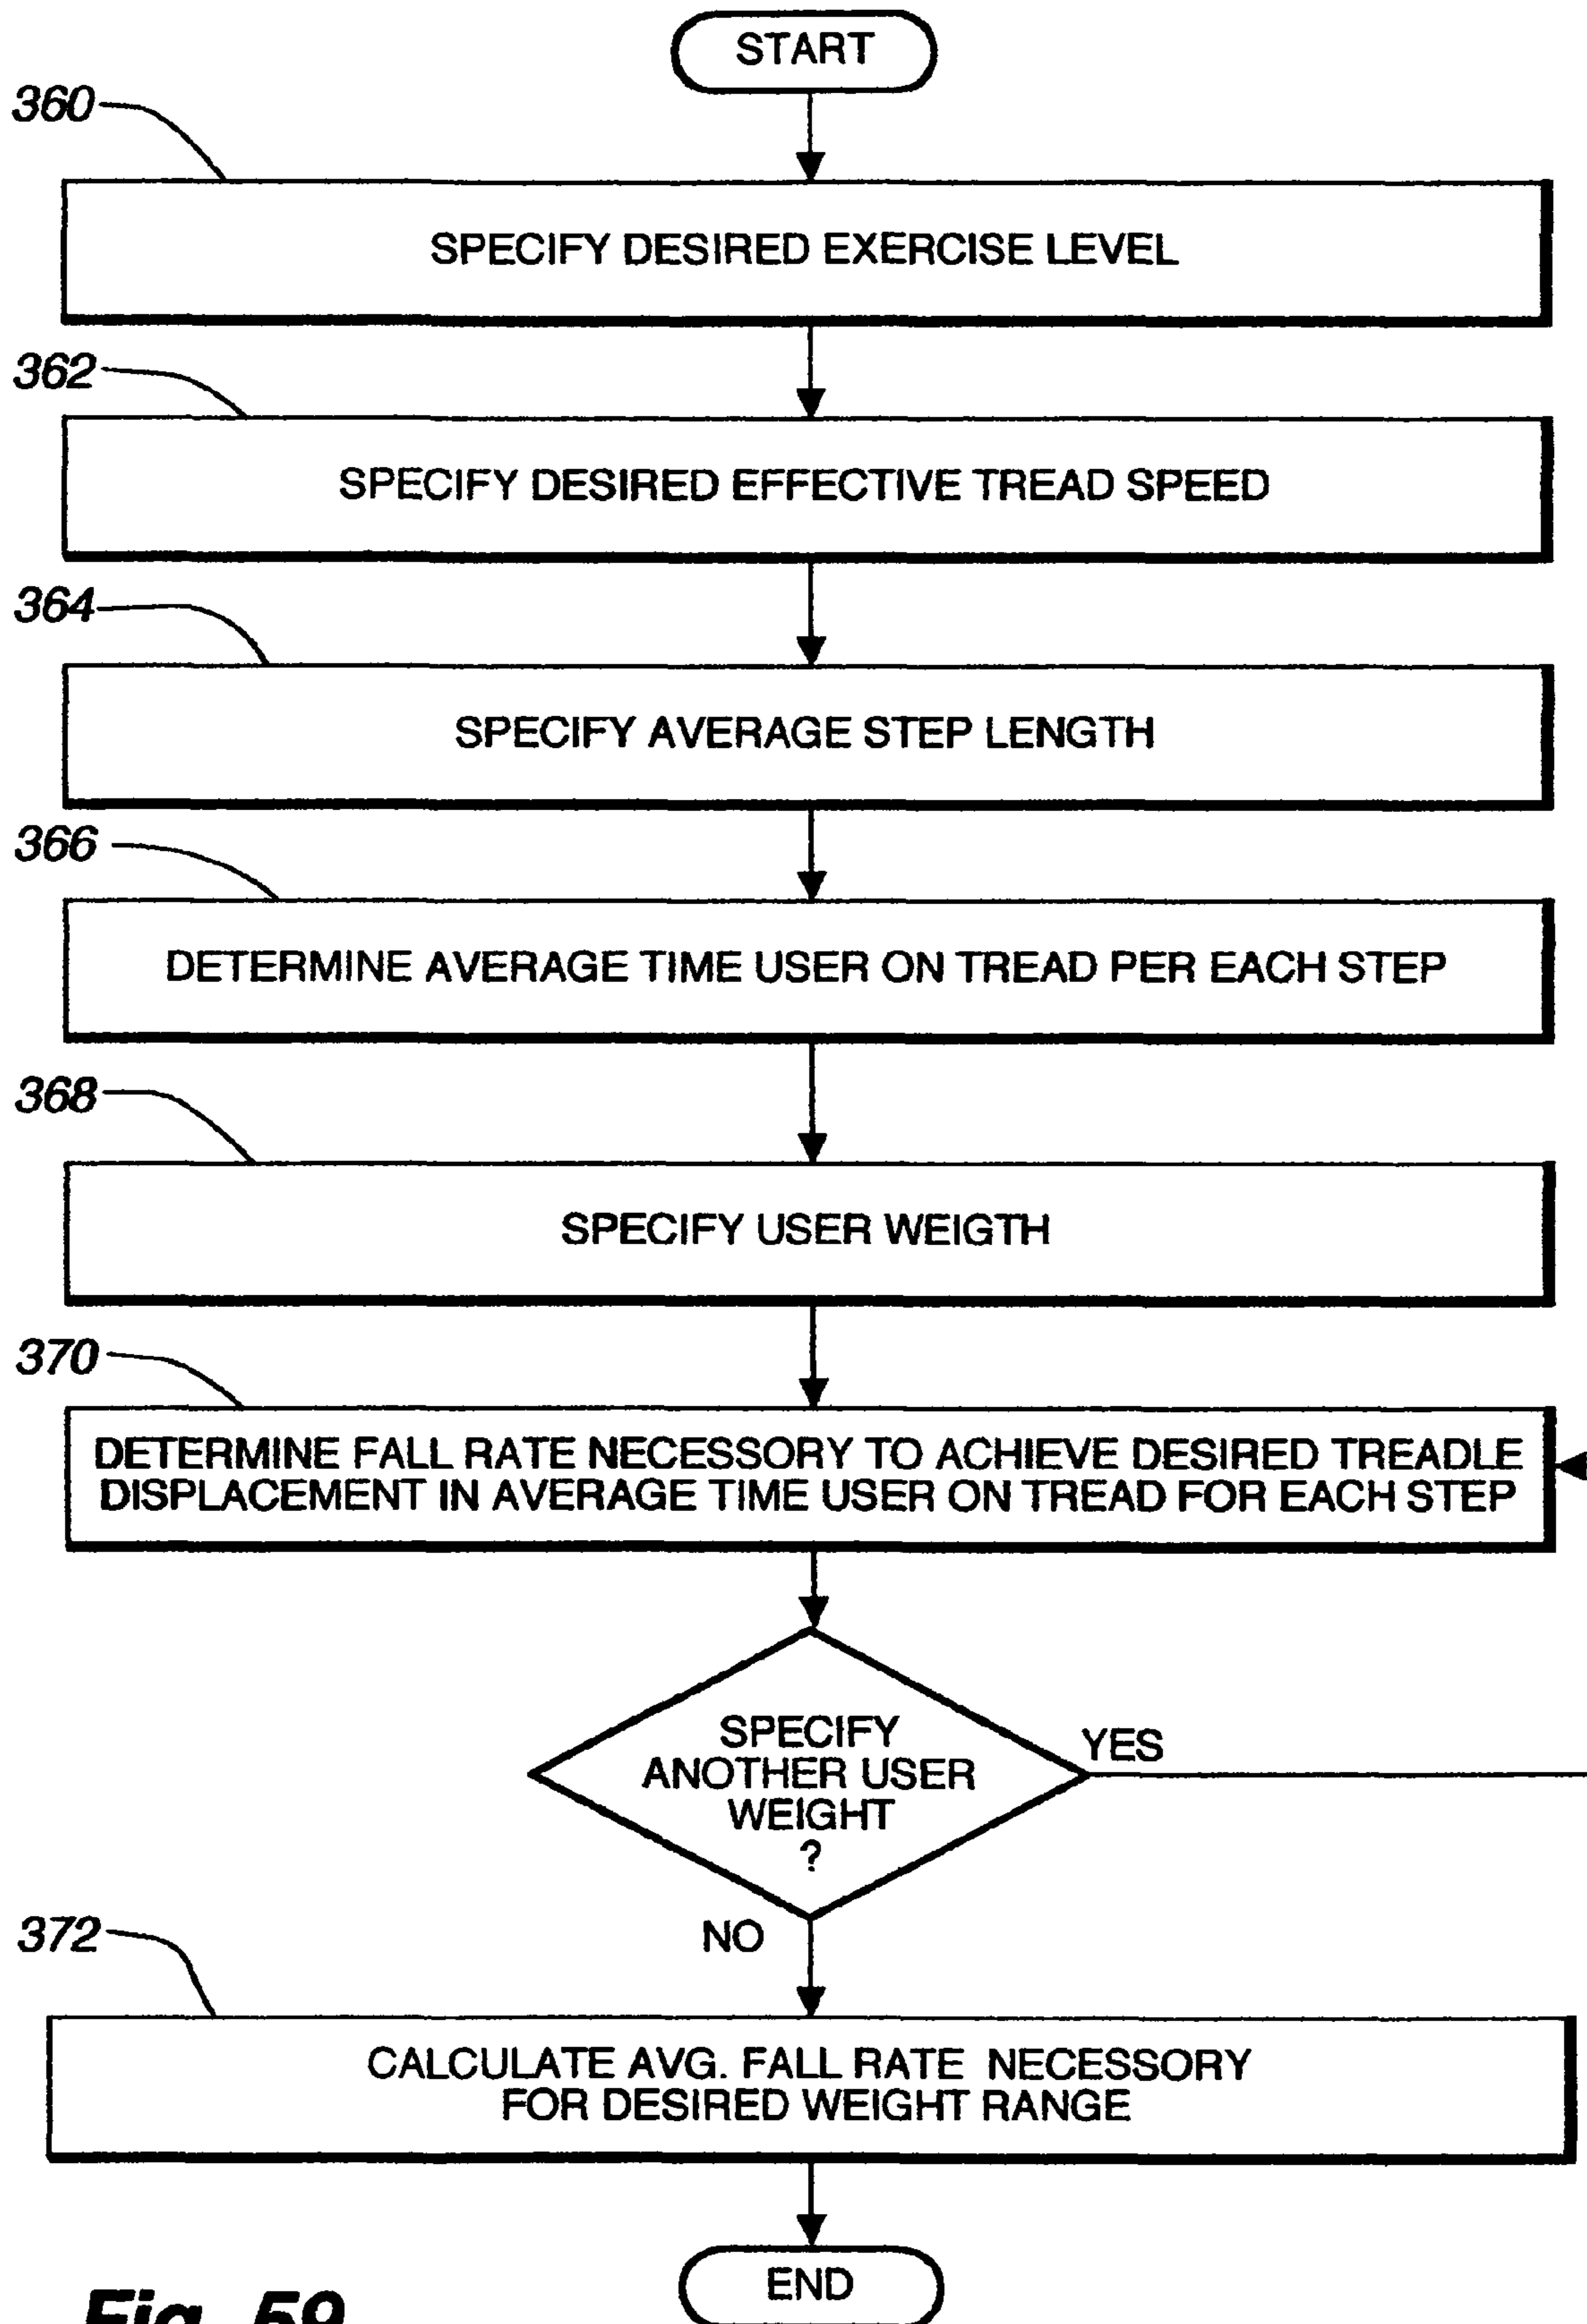 START
360
SPECIFY DESIRED EXERCISE LEVEL
362
SPECIFY DESIRED EFFECTIVE TREAD SPEED
364
SPECIFY AVERAGE STEP LENGTH
366
DETERMINE AVERAGE TIME USER ON TREAD PER EACH STEP
368
SPECIFY USER WEIGTH
370
DETERMINE FALL RATE NECESSORY TO ACHIEVE DESIRED TREADLE
DISPLACEMENT IN AVERAGE TIME USER ON TREAD FOR EACH STEP
SPECIFY
ANOTHER USER
WEIGHT
?
YES
NO
372
CALCULATE AVG. FALL RATE NECESSORY
FOR DESIRED WEIGHT RANGE
END
Fig. 59